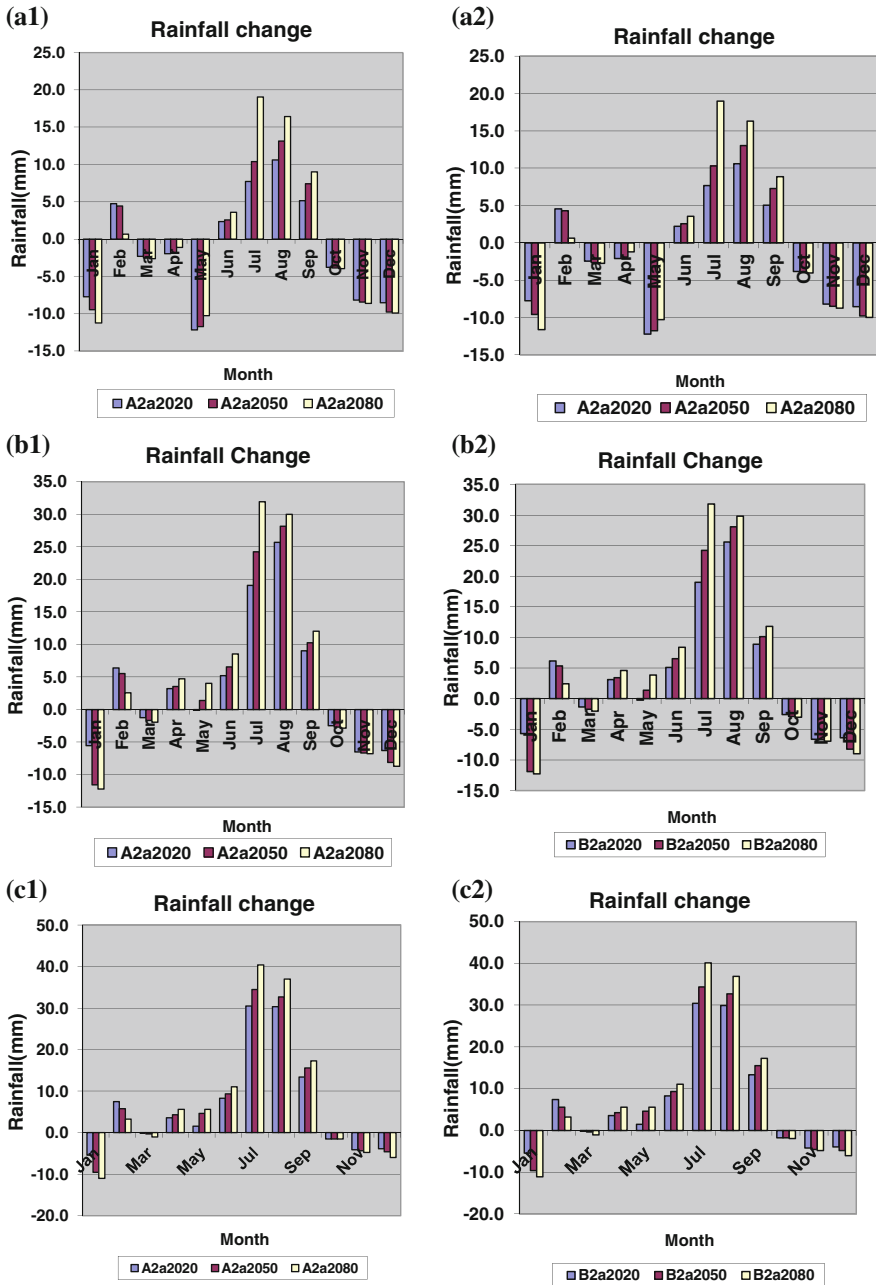 (a1)
Rainfall change
25.0
20.0
15.0
10.0
5.0
0.0
-5.0
-10.0
-15.0
Rainfall(mm)
Jan Feb Mar Apr May Jun Jul Aug Sep Oct Nov Dec
Month
A2a2020 A2a2050 A2a2080
(a2)
Rainfall change
25.0
20.0
15.0
10.0
5.0
0.0
-5.0
-10.0
-15.0
Rainfall(mm)
Jan Feb Mar Apr May Jun Jul Aug Sep Oct Nov Dec
Month
A2a2020 A2a2050 A2a2080
(b1)
Rainfall Change
35.0
30.0
25.0
20.0
15.0
10.0
5.0
0.0
-5.0
-10.0
-15.0
Rainfall(mm)
Jan Feb Mar Apr May Jun Jul Aug Sep Oct Nov Dec
Month
A2a2020 A2a2050 A2a2080
(b2)
Rainfall Change
35.0
30.0
25.0
20.0
15.0
10.0
5.0
0.0
-5.0
-10.0
-15.0
Rainfall(mm)
Jan Feb Mar Apr May Jun Jul Aug Sep Oct Nov Dec
Month
B2a2020 B2a2050 B2a2080
(c1)
Rainfall change
50.0
40.0
30.0
20.0
10.0
0.0
-10.0
-20.0
Rainfall(mm)
Jan Mar May Jul Sep Nov
Month
A2a2020 A2a2050 A2a2080
(c2)
Rainfall change
50.0
40.0
30.0
20.0
10.0
0.0
-10.0
-20.0
Rainfall(mm)
Jan Mar May Jul Sep Nov
Month
B2a2020 B2a2050 B2a2080